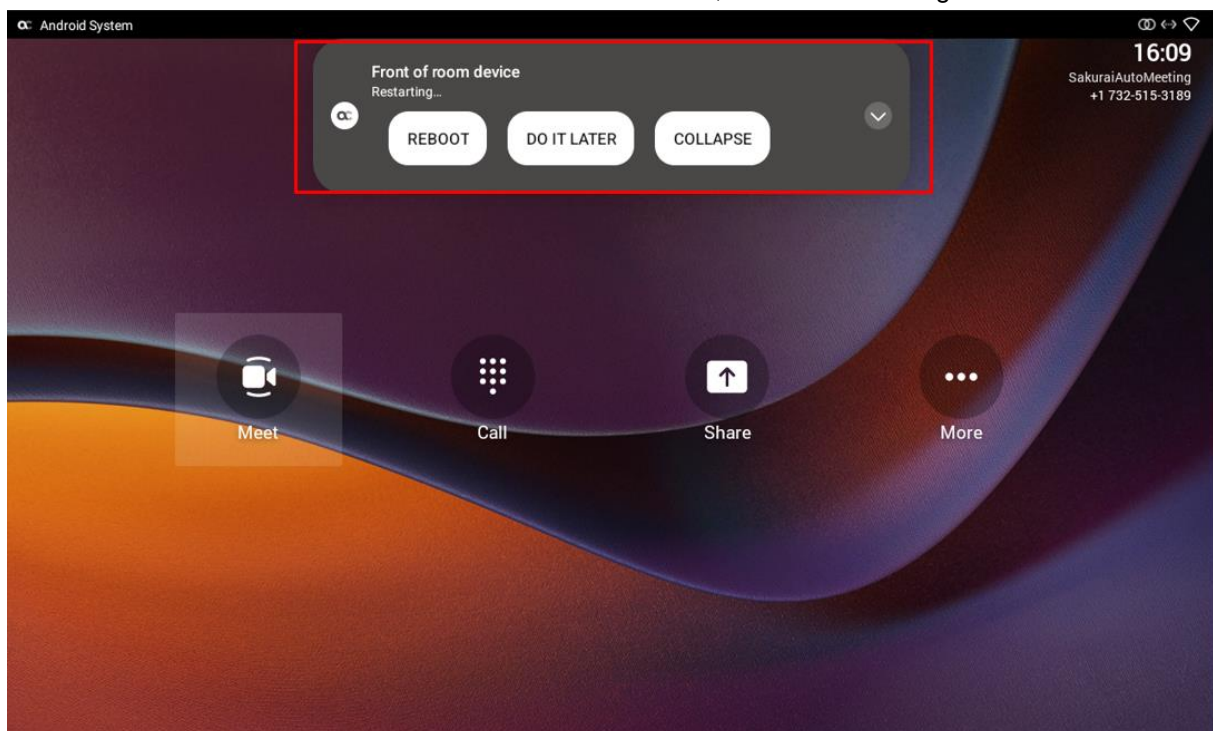 Android System
16:09
SakuraiAutoMeeting
+1 732-515-3189
Front of room device
Restarting...
REBOOT DO IT LATER COLLAPSE
Meet Call Share More